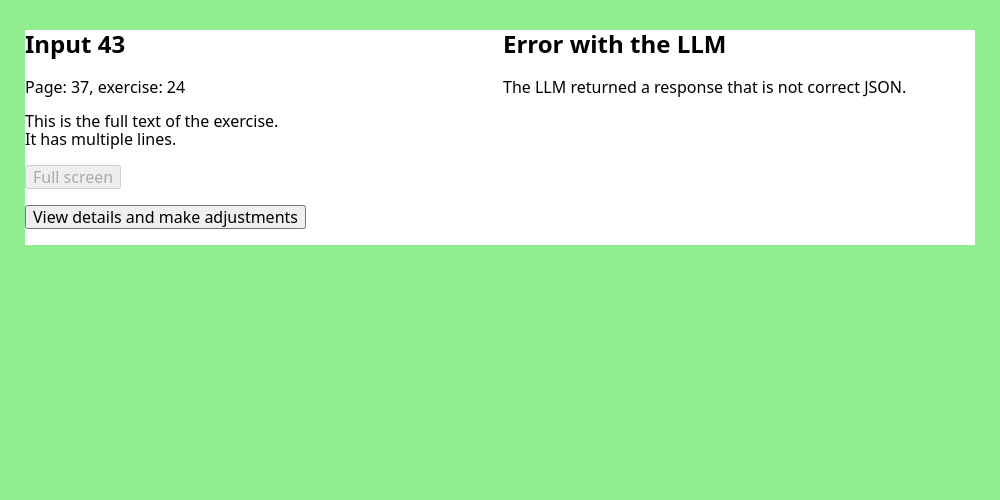 Input 43
Page: 37, exercise: 24
This is the full text of the exercise.
It has multiple lines.
Full screen
View details and make adjustments
Error with the LLM
The LLM returned a response that is not correct JSON.